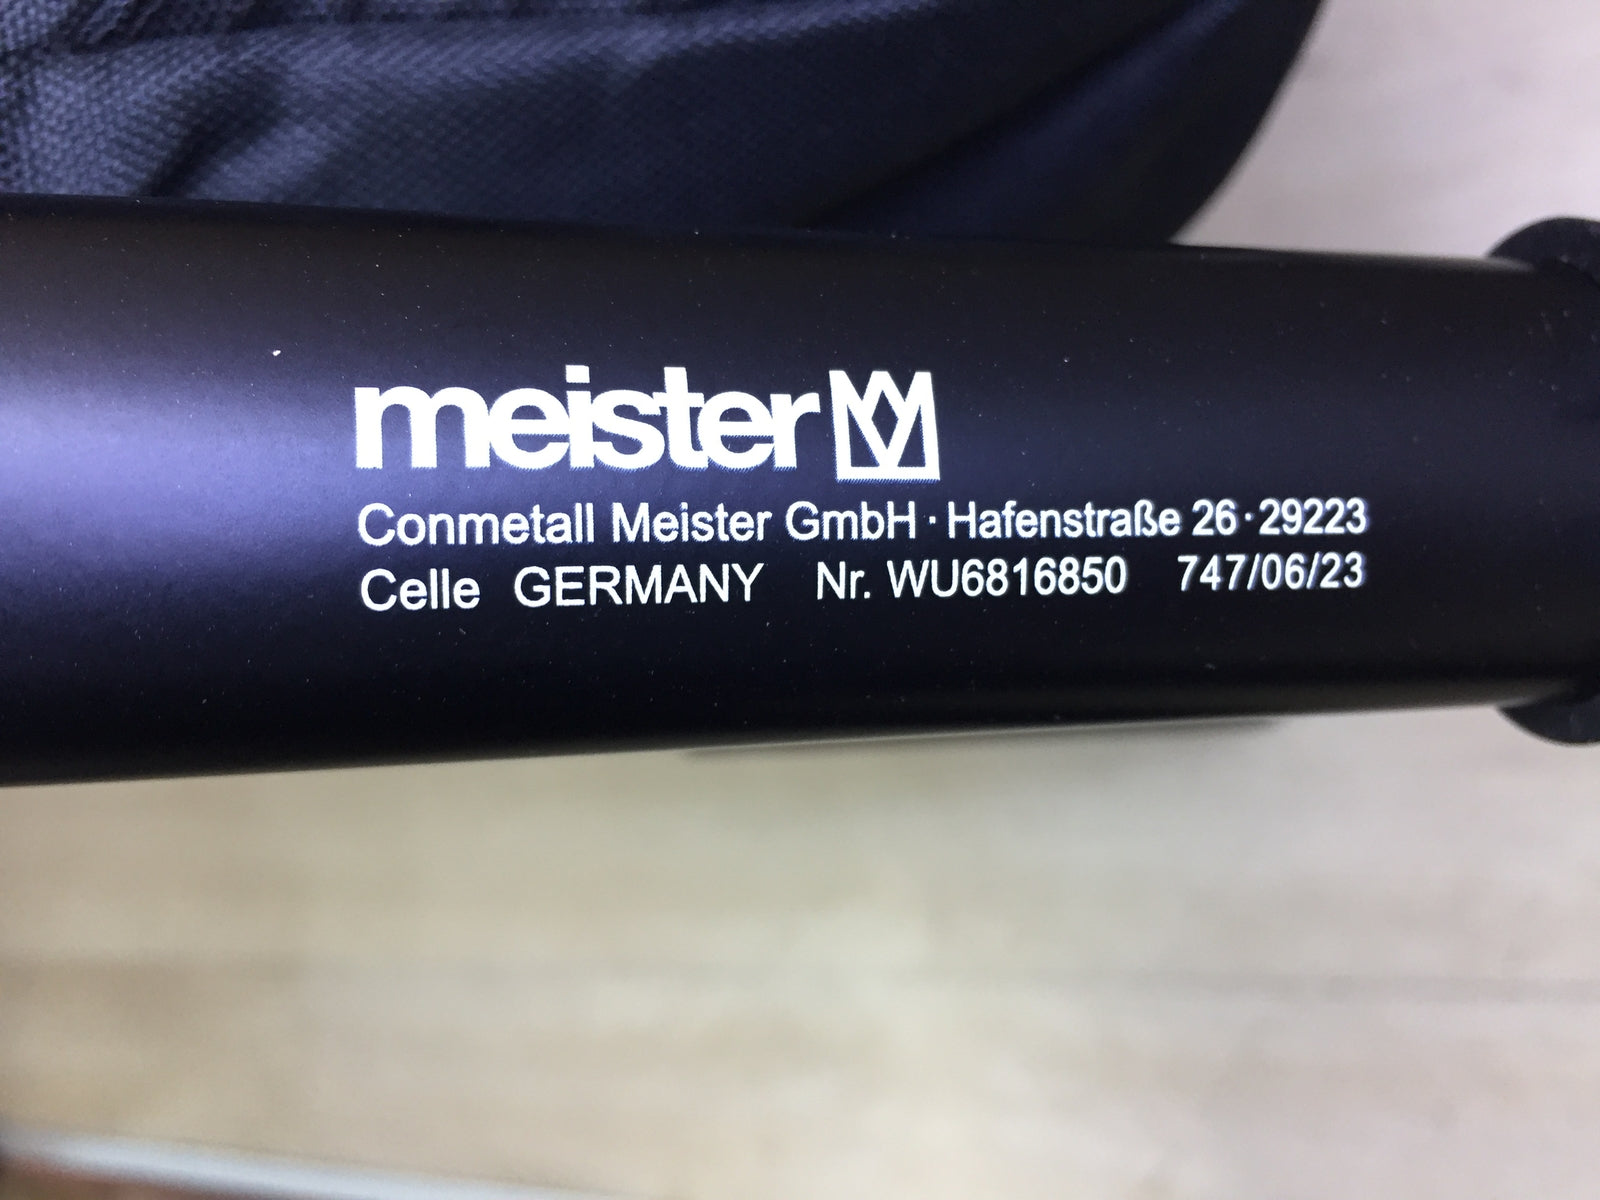 meister
Conmetall Meister GmbH · Hafenstraße 26 · 29223
Celle GERMANY Nr. WU6816850 747/06/23